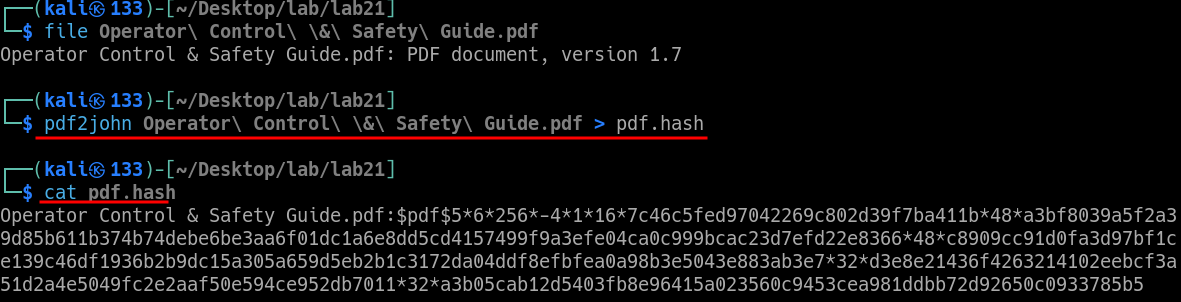 ┌──(kali㉿133)-[~/Desktop/lab/lab21]
└─$ file Operator\ Control\ \&\ Safety\ Guide.pdf
Operator Control & Safety Guide.pdf: PDF document, version 1.7
┌──(kali㉿133)-[~/Desktop/lab/lab21]
└─$ pdf2john Operator\ Control\ \&\ Safety\ Guide.pdf > pdf.hash
┌──(kali㉿133)-[~/Desktop/lab/lab21]
└─$ cat pdf.hash
Operator Control & Safety Guide.pdf:$pdf$5*6*256*-4*1*16*7c46c5fed97042269c802d39f7ba411b*48*a3bf8039a5f2a3
9d85b611b374b74debe6be3aa6f01dc1a6e8dd5cd4157499f9a3efe04ca0c999bcac23d7efd22e8366*48*c8909cc91d0fa3d97bf1c
e139c46df1936b2b9dc15a305a659d5eb2b1c3172da04ddf8efbfea0a98b3e5043e883ab3e7*32*d3e8e21436f4263214102eebcf3a
51d2a4e5049fc2e2aaf50e594ce952db7011*32*a3b05cab12d5403fb8e96415a023560c9453cea981ddbb72d92650c0933785b5